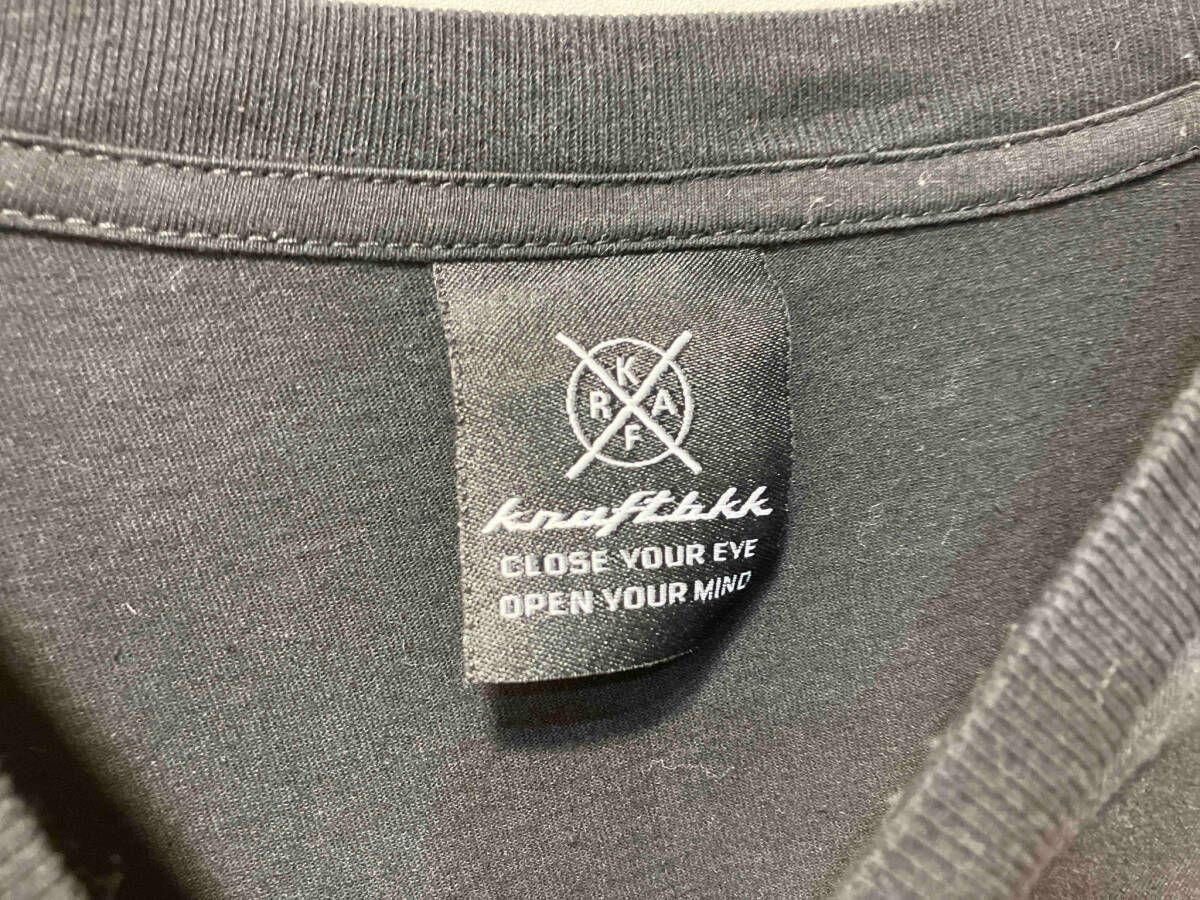 K
R A
F
kraftbkk
CLOSE YOUR EYE
OPEN YOUR MIND